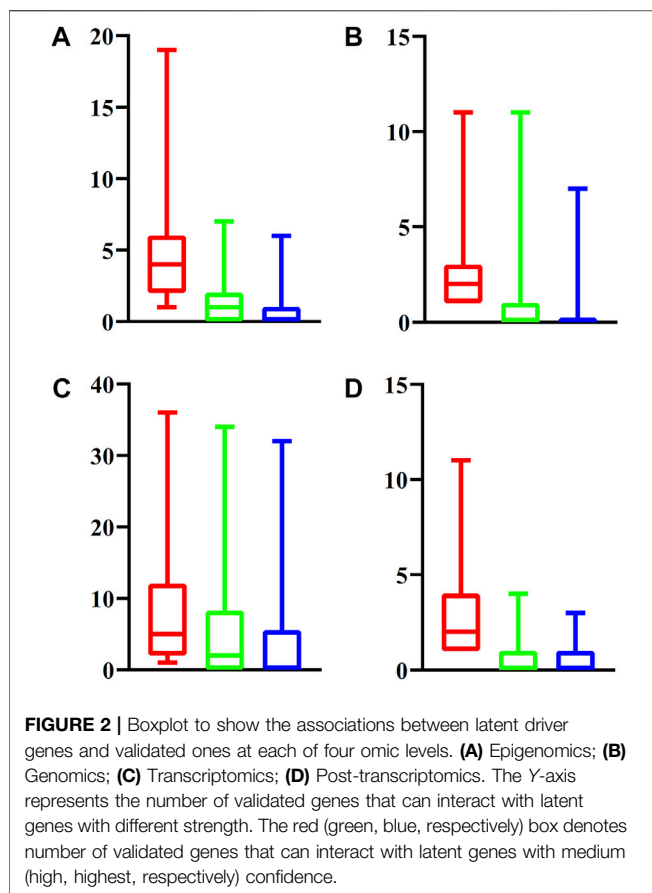 A
20
15
10
5
0
B
15
10
5
0
C
40
30
20
10
0
D
15
10
5
0
FIGURE 2 | Boxplot to show the associations between latent driver
genes and validated ones at each of four omic levels. (A) Epigenomics; (B)
Genomics; (C) Transcriptomics; (D) Post-transcriptomics. The Y-axis
represents the number of validated genes that can interact with latent
genes with different strength. The red (green, blue, respectively) box denotes
number of validated genes that can interact with latent genes with medium
(high, highest, respectively) confidence.